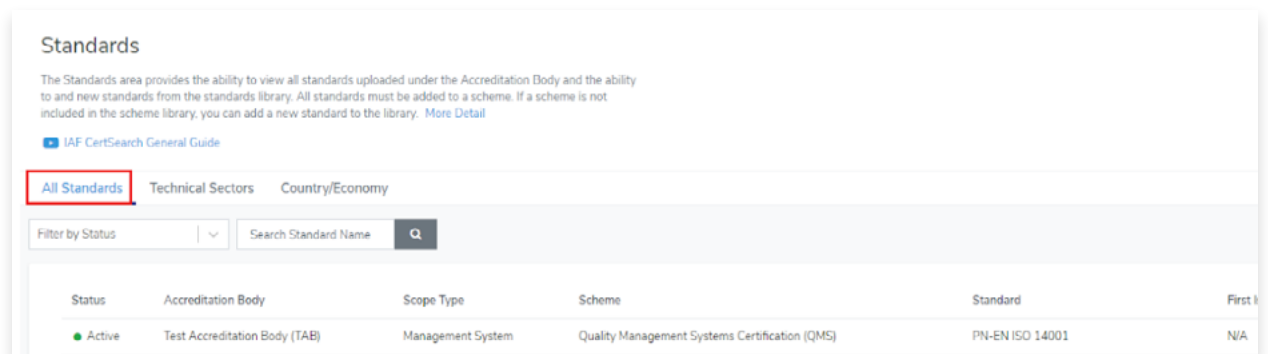 Standards
The Standards area provides the ability to view all standards uploaded under the Accreditation Body and the ability
to and new standards from the standards library. All standards must be added to a scheme. If a scheme is not
included in the scheme library, you can add a new standard to the library. More Detail
IAF CertSearch General Guide
All Standards Technical Sectors Country/Economy
Filter by Status Search Standard Name
Status Accreditation Body Scope Type Scheme Standard First
Active Test Accreditation Body (TAB) Management System Quality Management Systems Certification (QMS) PN-EN ISO 14001 N/A